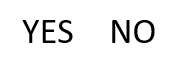 YES NO